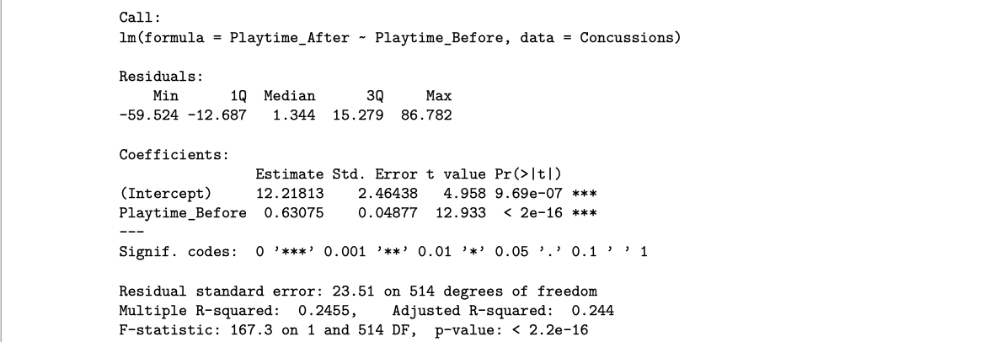 Call:
lm(formula = Playtime_After ~ Playtime_Before, data = Concussions)
Residuals:
Min 1Q Median 3Q Max
-59.524 -12.687 1.344 15.279 86.782
Coefficients:
Estimate Std. Error t value Pr(>|t|)
(Intercept) 12.21813 2.46438 4.958 9.69e-07 ***
Playtime_Before 0.63075 0.04877 12.933 < 2e-16 ***
---
Signif. codes: 0 ’***’ 0.001 ’**’ 0.01 ’*’ 0.05 ’.’ 0.1 ’ ’ 1
Residual standard error: 23.51 on 514 degrees of freedom
Multiple R-squared: 0.2455, Adjusted R-squared: 0.244
F-statistic: 167.3 on 1 and 514 DF, p-value: < 2.2e-16